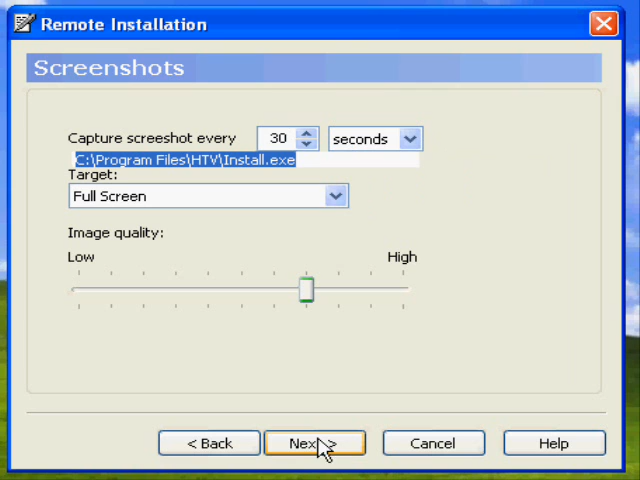 Remote Installation
Screenshots
Capture screeshot every 30 seconds
C:\Program Files\HTV\Install.exe
Target:
Full Screen
Image quality:
Low High
< Back Next > Cancel Help